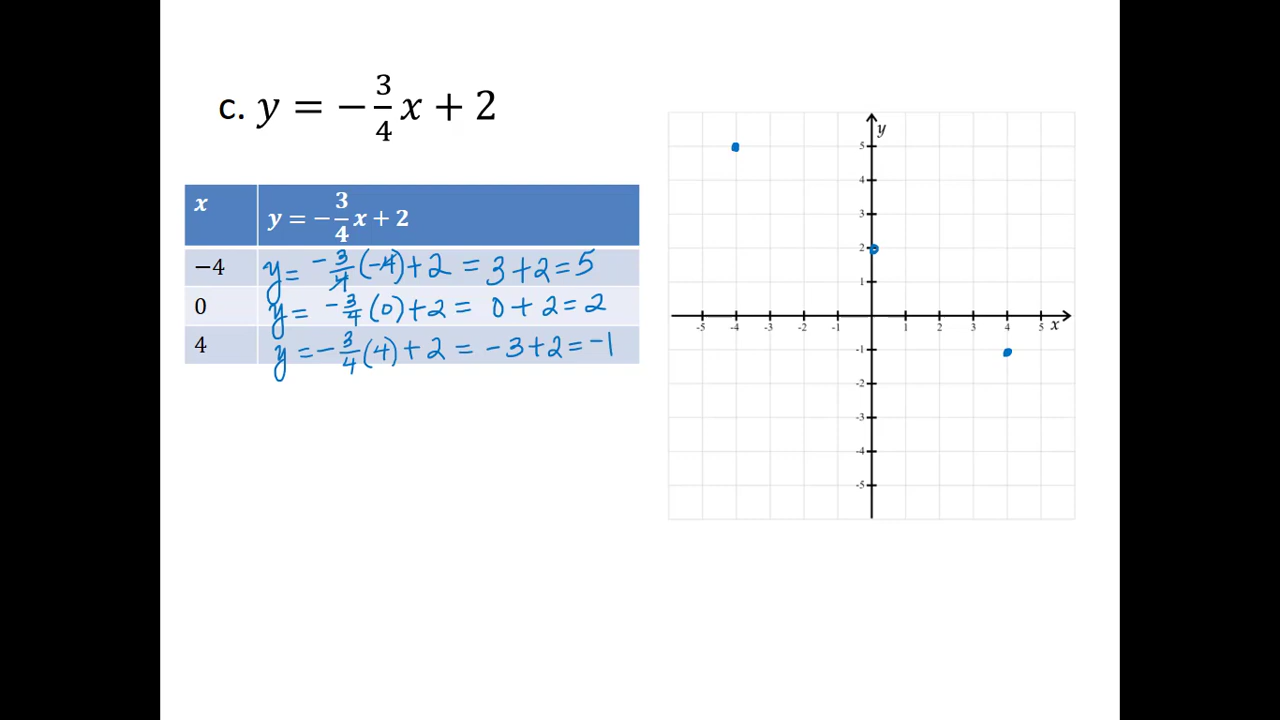 c. y = −3/4 x + 2
x y = −3/4 x + 2
−4 y = −3/4 (−4) + 2 = 3 + 2 = 5
0 y = −3/4 (0) + 2 = 0 + 2 = 2
4 y = −3/4 (4) + 2 = −3 + 2 = −1
y
5
4
3
2
1
-5 -4 -3 -2 -1 1 2 3 4 5 x
-1
-2
-3
-4
-5